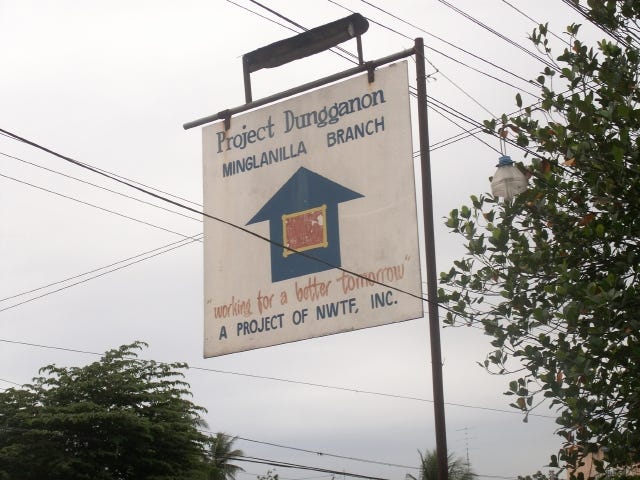 Project Dungganon
MINGLANILLA BRANCH
"working for a better tomorrow"
A PROJECT OF NWTF, INC.